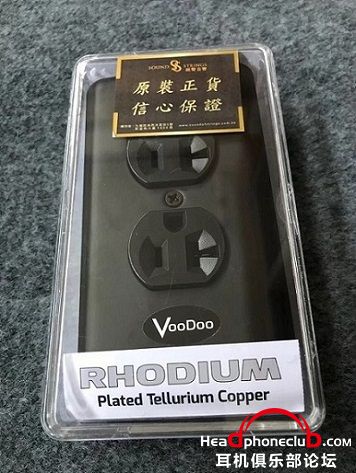 SOUND STRINGS
原裝正貨
信心保證
VooDoo
RHODIUM
Plated Tellurium Copper
HeadphonecluB.com
耳机俱乐部论坛